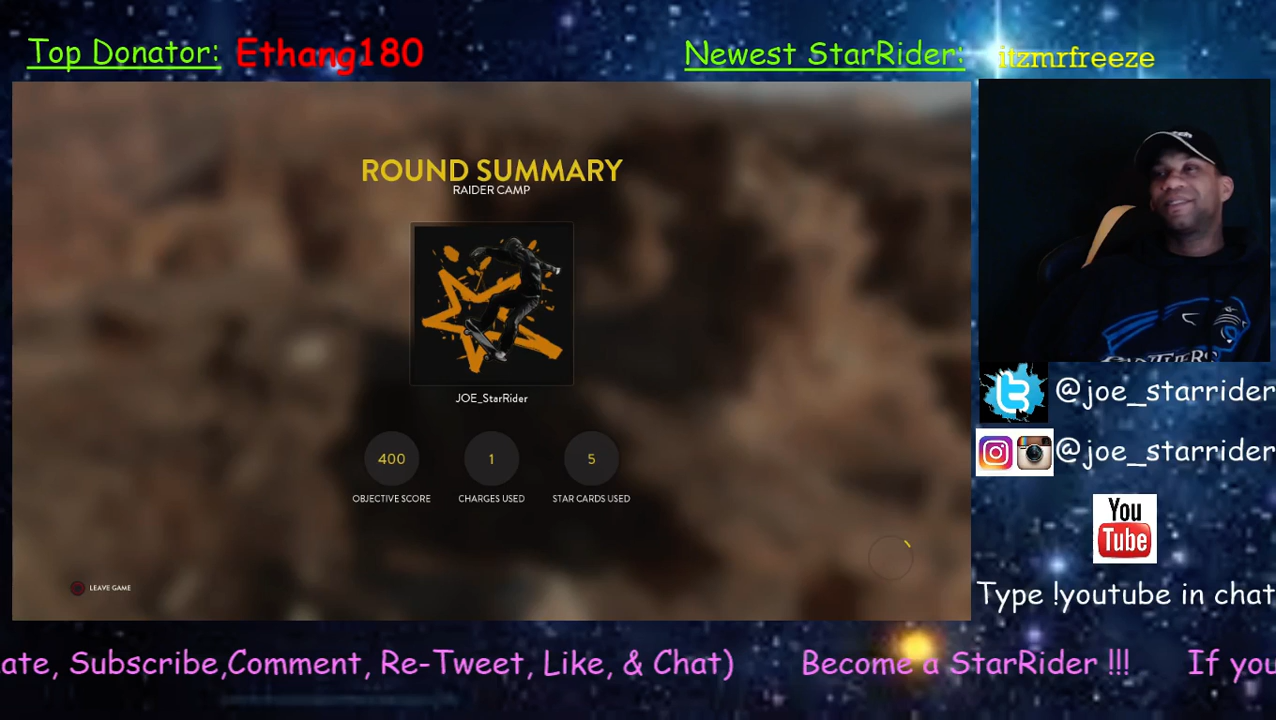 Top Donator: Ethang180
Newest StarRider: itzmrfreeze
ROUND SUMMARY
RAIDER CAMP
JOE_StarRider
400
1
5
OBJECTIVE SCORE
CHARGES USED
STAR CARDS USED
LEAVE GAME
PANTHERS
@joe_starrider
@joe_starrider
You
Tube
Type !youtube in chat
ate, Subscribe,Comment, Re-Tweet, Like, & Chat) Become a StarRider !!! If you